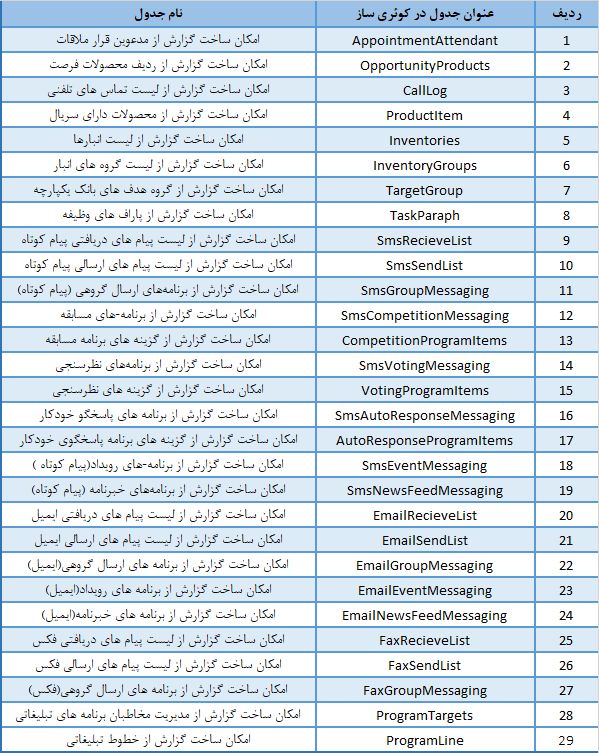 ردیف عنوان جدول در کوئری ساز نام جدول
1 AppointmentAttendant امکان ساخت گزارش از مدعوین قرار ملاقات
2 OpportunityProducts امکان ساخت گزارش از ردیف محصولات فرصت
3 CallLog امکان ساخت گزارش از لیست تماس های تلفنی
4 ProductItem امکان ساخت گزارش از محصولات دارای سریال
5 Inventories امکان ساخت گزارش از لیست انبارها
6 InventoryGroups امکان ساخت گزارش از لیست گروه های انبار
7 TargetGroup امکان ساخت گزارش از گروه هدف های بانک یکپارچه
8 TaskParaph امکان ساخت گزارش از پاراف های وظیفه
9 SmsRecieveList امکان ساخت گزارش از لیست پیام های دریافتی پیام کوتاه
10 SmsSendList امکان ساخت گزارش از لیست پیام های ارسالی پیام کوتاه
11 SmsGroupMessaging امکان ساخت گزارش از برنامه‌های ارسال گروهی (پیام کوتاه)
12 SmsCompetitionMessaging امکان ساخت گزارش از برنامه-های مسابقه
13 CompetitionProgramItems امکان ساخت گزارش از گزینه های برنامه مسابقه
14 SmsVotingMessaging امکان ساخت گزارش از برنامه‌های نظرسنجی
15 VotingProgramItems امکان ساخت گزارش از گزینه های نظرسنجی
16 SmsAutoResponseMessaging امکان ساخت گزارش از برنامه های پاسخگو خودکار
17 AutoResponseProgramItems امکان ساخت گزارش از گزینه های برنامه پاسخگوی خودکار
18 SmsEventMessaging امکان ساخت گزارش از برنامه-های رویداد(پیام کوتاه )
19 SmsNewsFeedMessaging امکان ساخت گزارش از برنامه‌های خبرنامه (پیام کوتاه)
20 EmailRecieveList امکان ساخت گزارش از لیست پیام های دریافتی ایمیل
21 EmailSendList امکان ساخت گزارش از لیست پیام های ارسالی ایمیل
22 EmailGroupMessaging امکان ساخت گزارش از برنامه های ارسال گروهی(ایمیل)
23 EmailEventMessaging امکان ساخت گزارش از برنامه های رویداد(ایمیل)
24 EmailNewsFeedMessaging امکان ساخت گزارش از برنامه های خبرنامه(ایمیل)
25 FaxRecieveList امکان ساخت گزارش از لیست پیام های دریافتی فکس
26 FaxSendList امکان ساخت گزارش از لیست پیام های ارسالی فکس
27 FaxGroupMessaging امکان ساخت گزارش از برنامه های ارسال گروهی(فکس)
28 ProgramTargets امکان ساخت گزارش از مدیریت مخاطبان برنامه های تبلیغاتی
29 ProgramLine امکان ساخت گزارش از خطوط تبلیغاتی